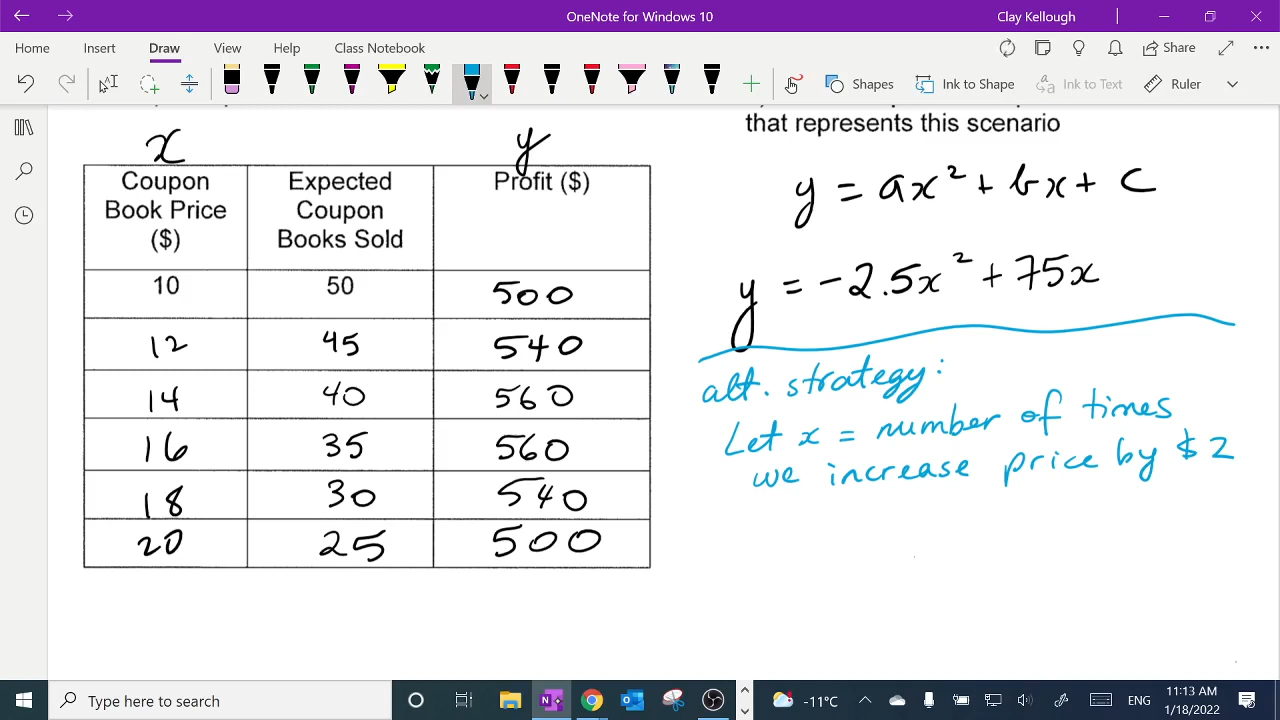 OneNote for Windows 10
Clay Kellough
Home Insert Draw View Help Class Notebook
Share
Shapes Ink to Shape Ink to Text Ruler
that represents this scenario
x y
Coupon Book Price ($) Expected Coupon Books Sold Profit ($)
10 50 500
12 45 540
14 40 560
16 35 560
18 30 540
20 25 500
y = ax² + bx + c
y = -2.5x² + 75x
alt. strategy:
Let x = number of times
we increase price by $2
Type here to search
-11°C
ENG
11:13 AM
1/18/2022